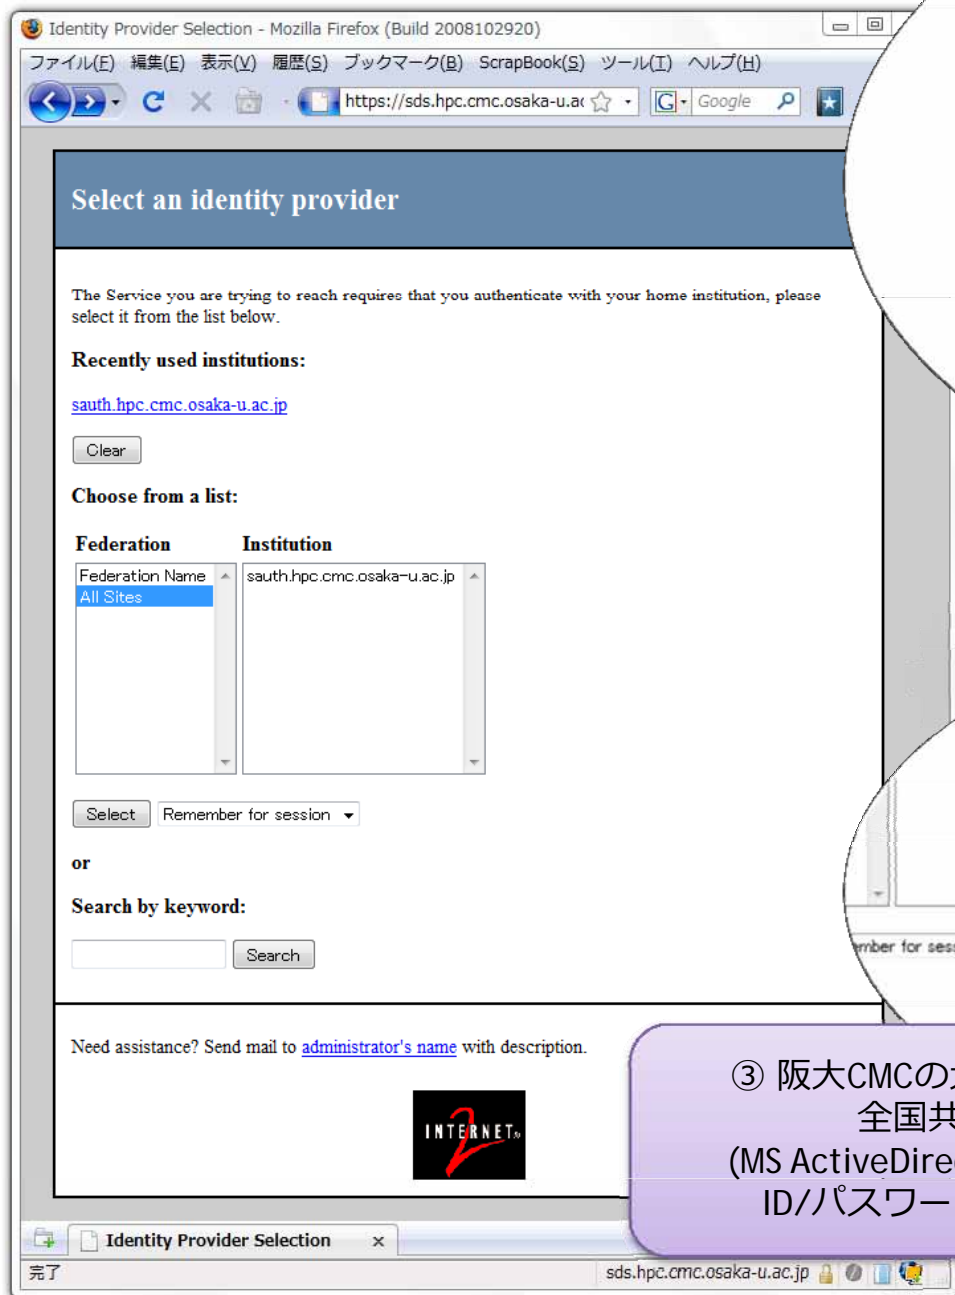 Identity Provider Selection - Mozilla Firefox (Build 2008102920)
ファイル(F) 編集(E) 表示(V) 履歴(S) ブックマーク(B) ScrapBook(S) ツール(T) ヘルプ(H)
https://sds.hpc.cmc.osaka-u.ac G Google
Select an identity provider
The Service you are trying to reach requires that you authenticate with your home institution, please
select it from the list below.
Recently used institutions:
sauth.hpc.cmc.osaka-u.ac.jp
Clear
Choose from a list:
Federation Institution
Federation Name sauth.hpc.cmc.osaka-u.ac.jp
All Sites
Select Remember for session
or
Search by keyword:
Search
ember for sess
Need assistance? Send mail to administrator's name with description.
INTERNET 2®
③ 阪大CMCの
全国共
(MS ActiveDirec
ID/パスワー
Identity Provider Selection x
完了 sds.hpc.cmc.osaka-u.ac.jp